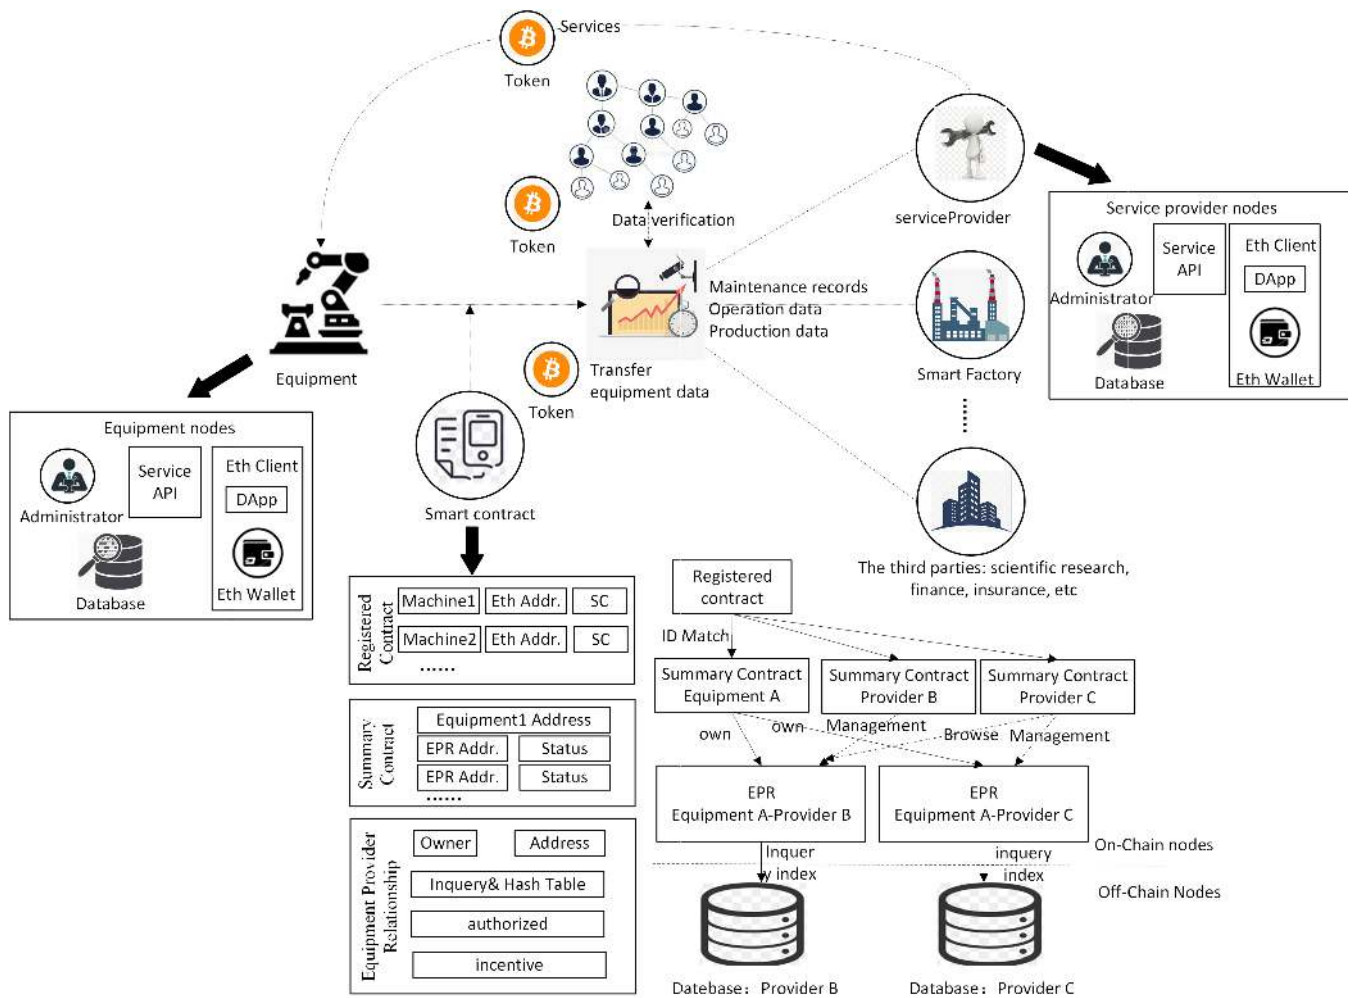 Services
Token
Data verification
Token
serviceProvider
Service provider nodes
Administrator
Service
API
Eth Client
DApp
Database
Eth Wallet
Equipment
Maintenance records
Operation data
Production data
Smart Factory
Transfer
equipment data
Token
Equipment nodes
Administrator
Service
API
Eth Client
DApp
Database
Eth Wallet
Smart contract
The third parties: scientific research,
finance, insurance, etc
Registered
Contract
Machine1
Eth Addr.
SC
Machine2
Eth Addr.
SC
......
Summary
Contract
Equipment1 Address
EPR Addr.
Status
EPR Addr.
Status
......
Equipment Provider
Relationship
Owner
Address
Inquery& Hash Table
authorized
incentive
Registered
contract
ID Match
Summary Contract
Equipment A
Summary Contract
Provider B
Summary Contract
Provider C
own
own
Management
Browse
Management
EPR
Equipment A-Provider B
EPR
Equipment A-Provider C
On-Chain nodes
Inquer
y index
inquery
index
Off-Chain Nodes
Datebase：Provider B
Database：Provider C